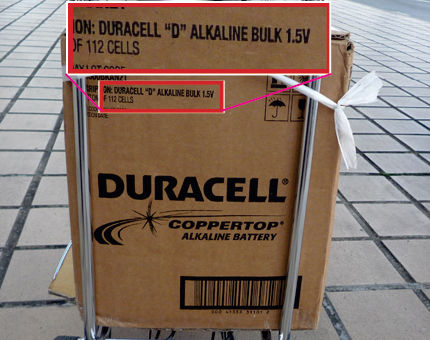 ION: DURACELL "D" ALKALINE BULK 1.5V
OF 112 CELLS
ION: DURACELL "D" ALKALINE BULK 1.5V
OF 112 CELLS
DURACELL®
COPPERTOP®
ALKALINE BATTERY